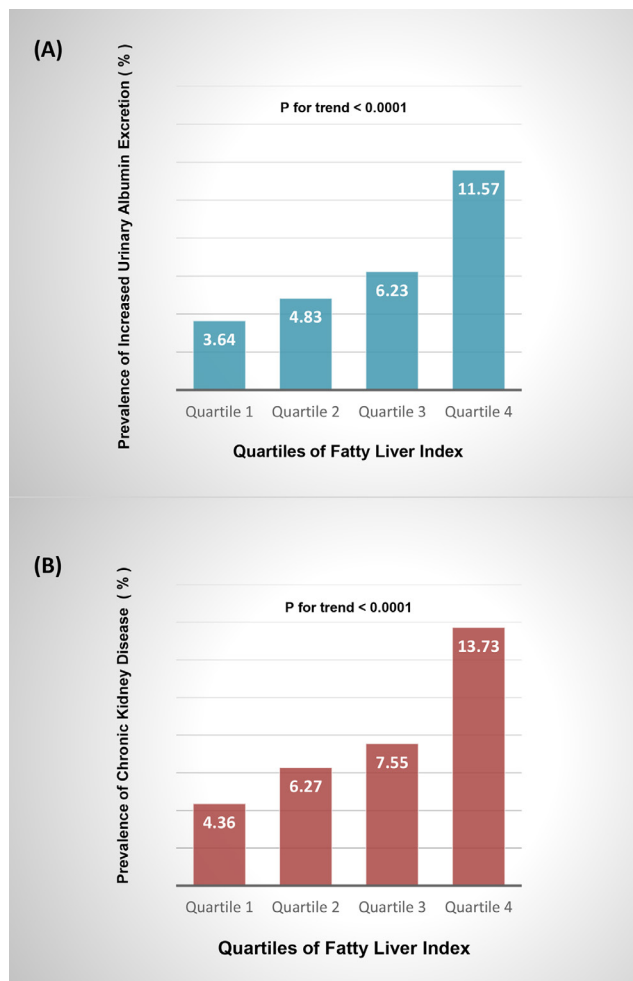 (A)
Prevalence of Increased Urinary Albumin Excretion ( % )
P for trend < 0.0001
3.64
4.83
6.23
11.57
Quartile 1 Quartile 2 Quartile 3 Quartile 4
Quartiles of Fatty Liver Index
(B)
Prevalence of Chronic Kidney Disease ( % )
P for trend < 0.0001
4.36
6.27
7.55
13.73
Quartile 1 Quartile 2 Quartile 3 Quartile 4
Quartiles of Fatty Liver Index